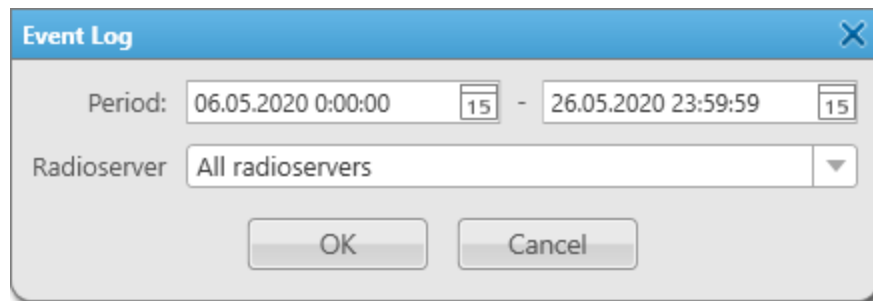 Event Log
Period: 06.05.2020 0:00:00 15 - 26.05.2020 23:59:59 15
Radioserver All radioservers
OK Cancel